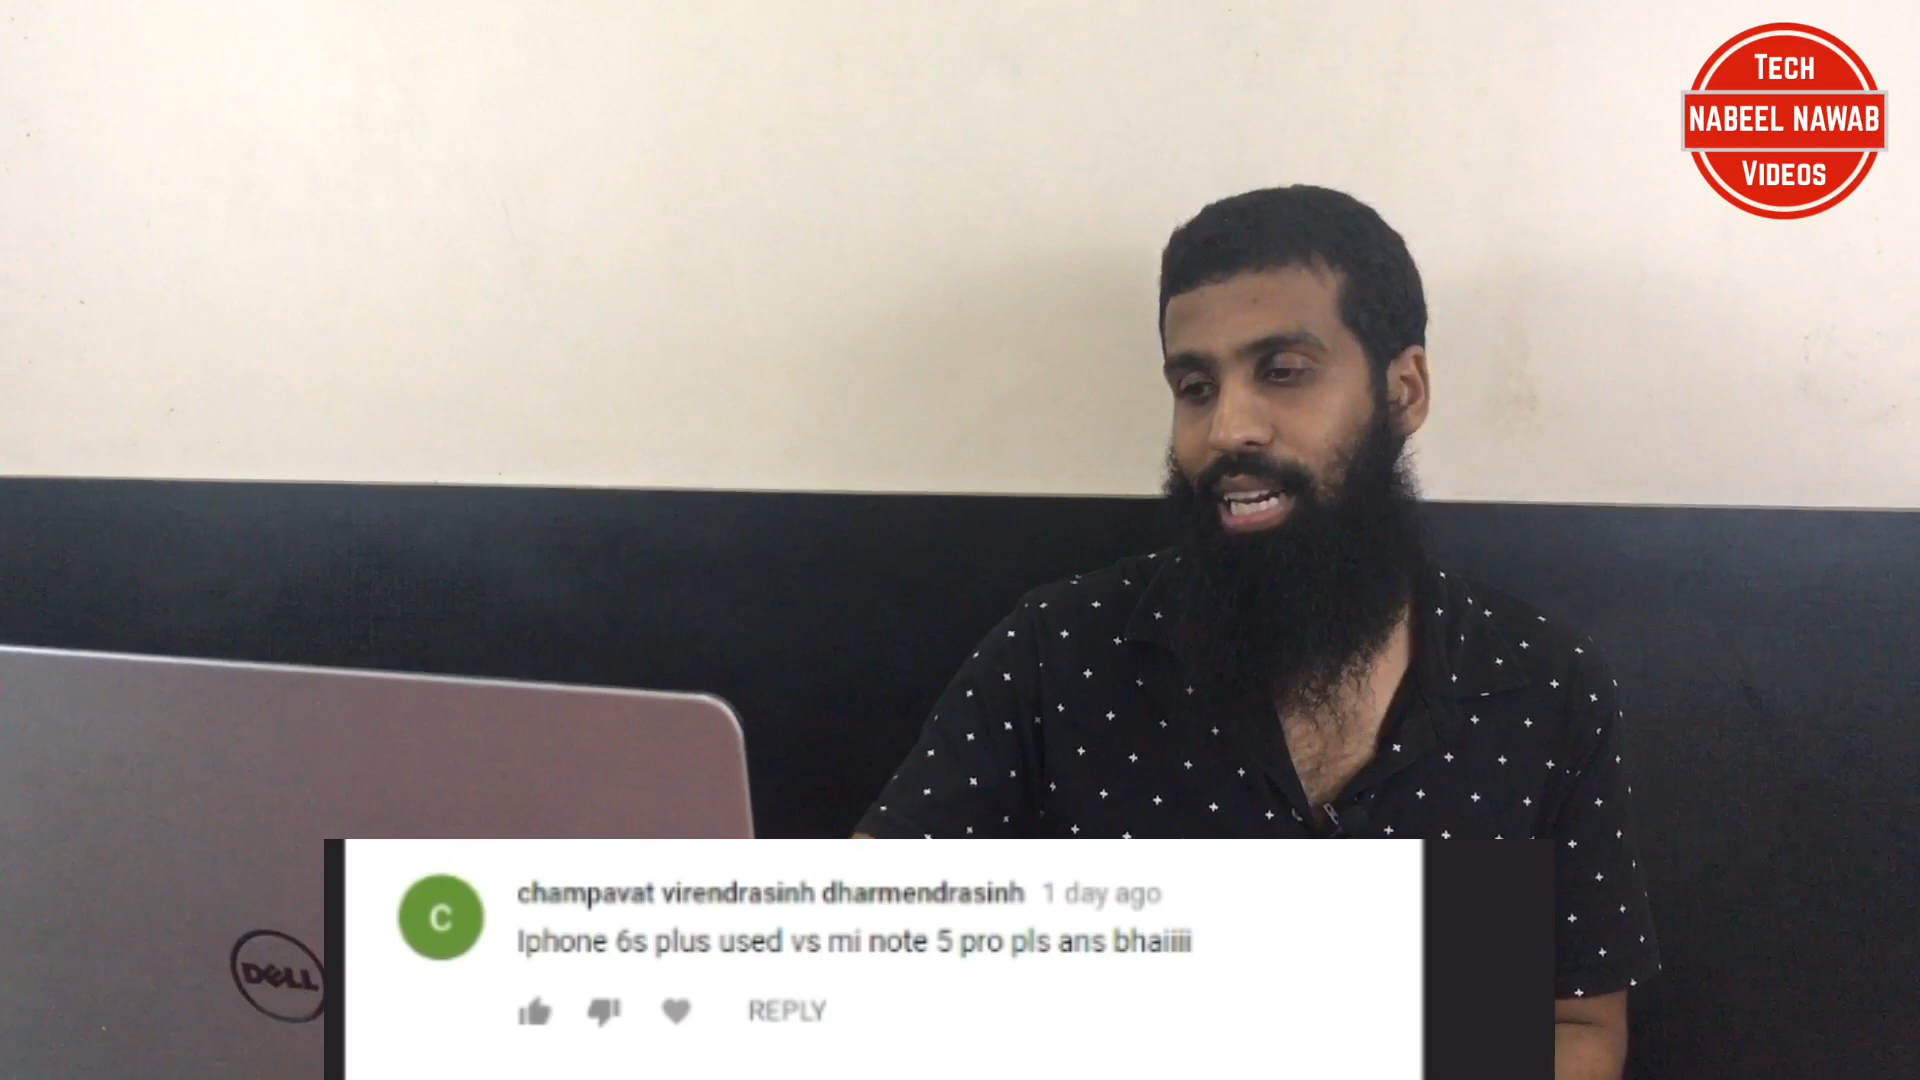 TECH
NABEEL NAWAB
VIDEOS
DELL
C
champavat virendrasinh dharmendrasinh 1 day ago
Iphone 6s plus used vs mi note 5 pro pls ans bhaiiii
REPLY